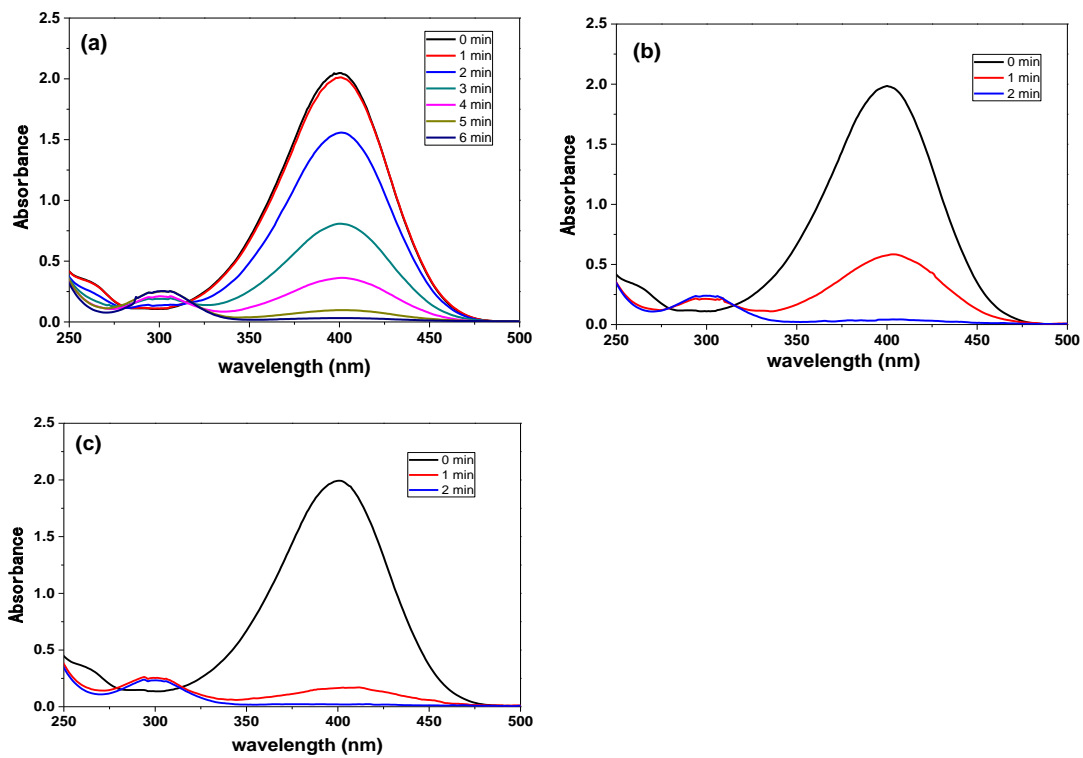 (a)
0 min
1 min
2 min
3 min
4 min
5 min
6 min
2.5
2.0
1.5
1.0
0.5
0.0
Absorbance
250 300 350 400 450 500
wavelength (nm)
(b)
0 min
1 min
2 min
2.5
2.0
1.5
1.0
0.5
0.0
Absorbance
250 300 350 400 450 500
wavelength (nm)
(c)
0 min
1 min
2 min
2.5
2.0
1.5
1.0
0.5
0.0
Absorbance
250 300 350 400 450 500
wavelength (nm)